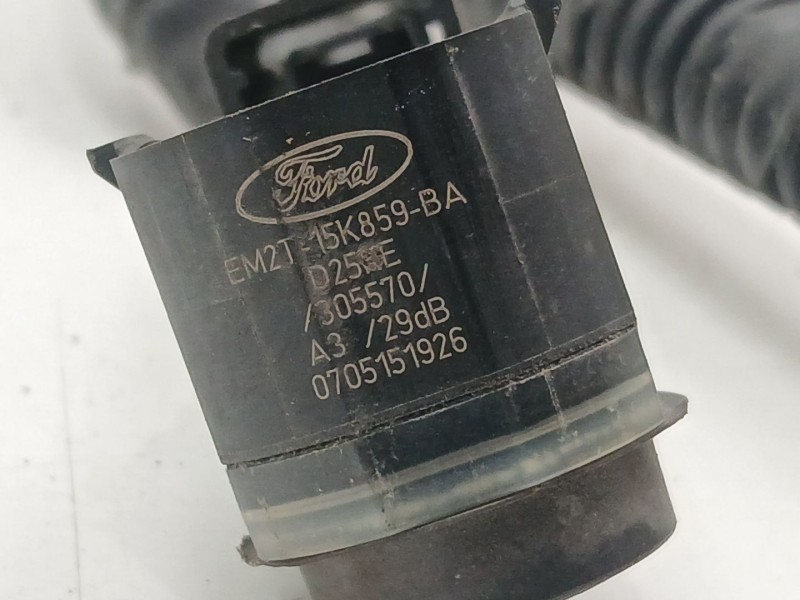 Ford
EM2T-15K859-BA
/305570/
A3 /29dB
0705151926